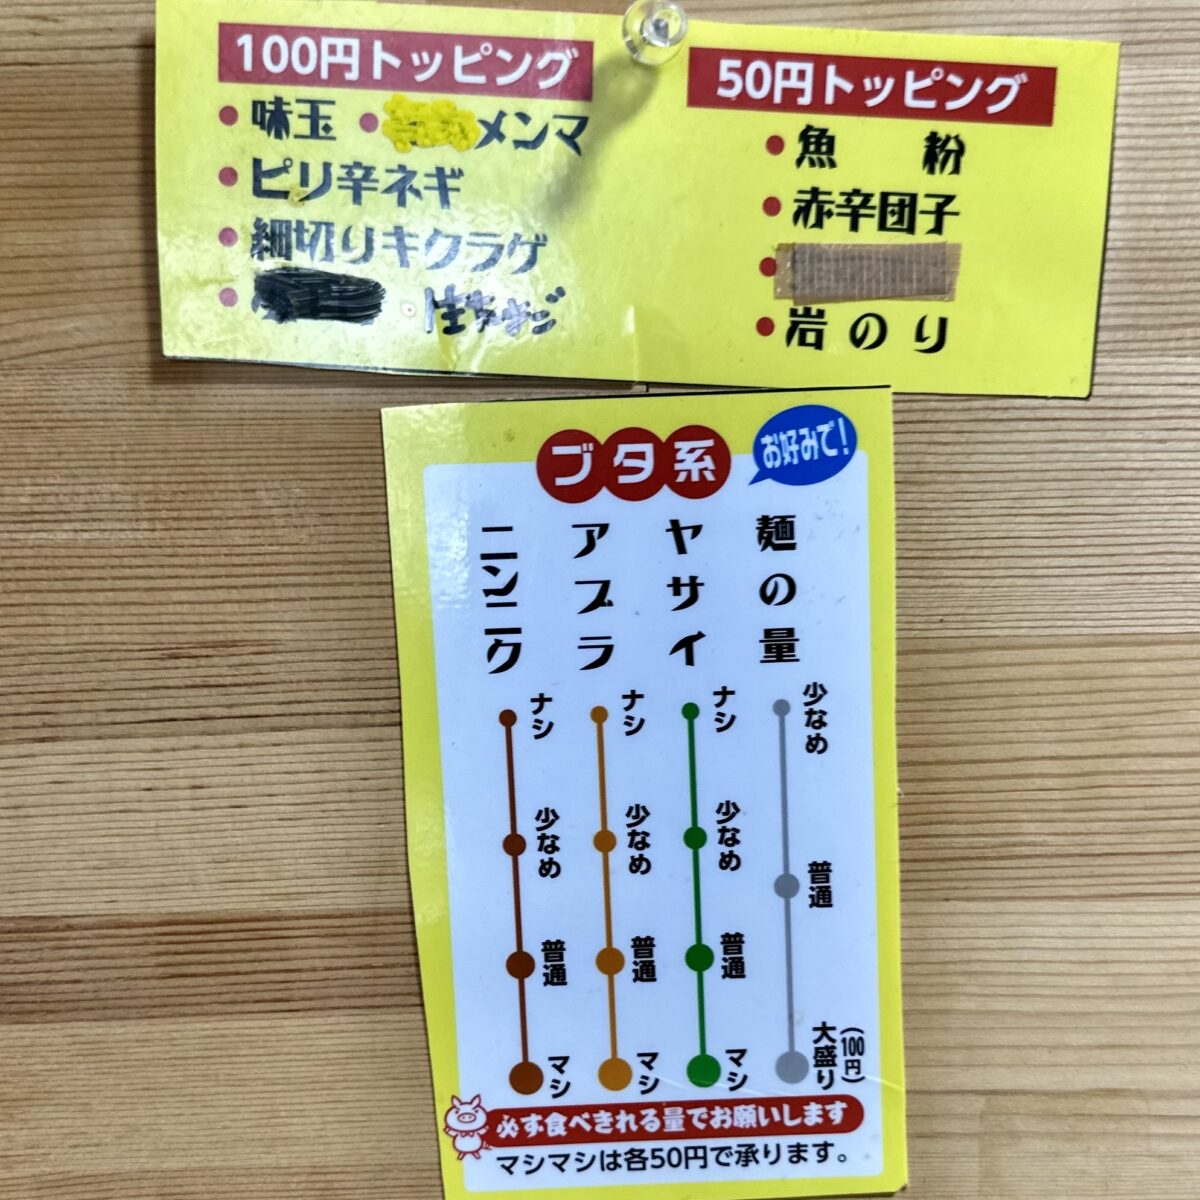 100円トッピング
● 味玉 ● メンマ
● ピリ辛ネギ
● 細切りキクラゲ
50円トッピング
● 魚 粉
● 赤辛団子
● 岩のり
ブタ系
お好みで!
麺の量
少なめ
普通
大盛り
(100円)
ヤサイ
ナシ
少なめ
普通
マシ
アブラ
ナシ
少なめ
普通
マシ
ニンニク
ナシ
少なめ
普通
マシ
必ず食べきれる量でお願いします
マシマシは各50円で承ります。